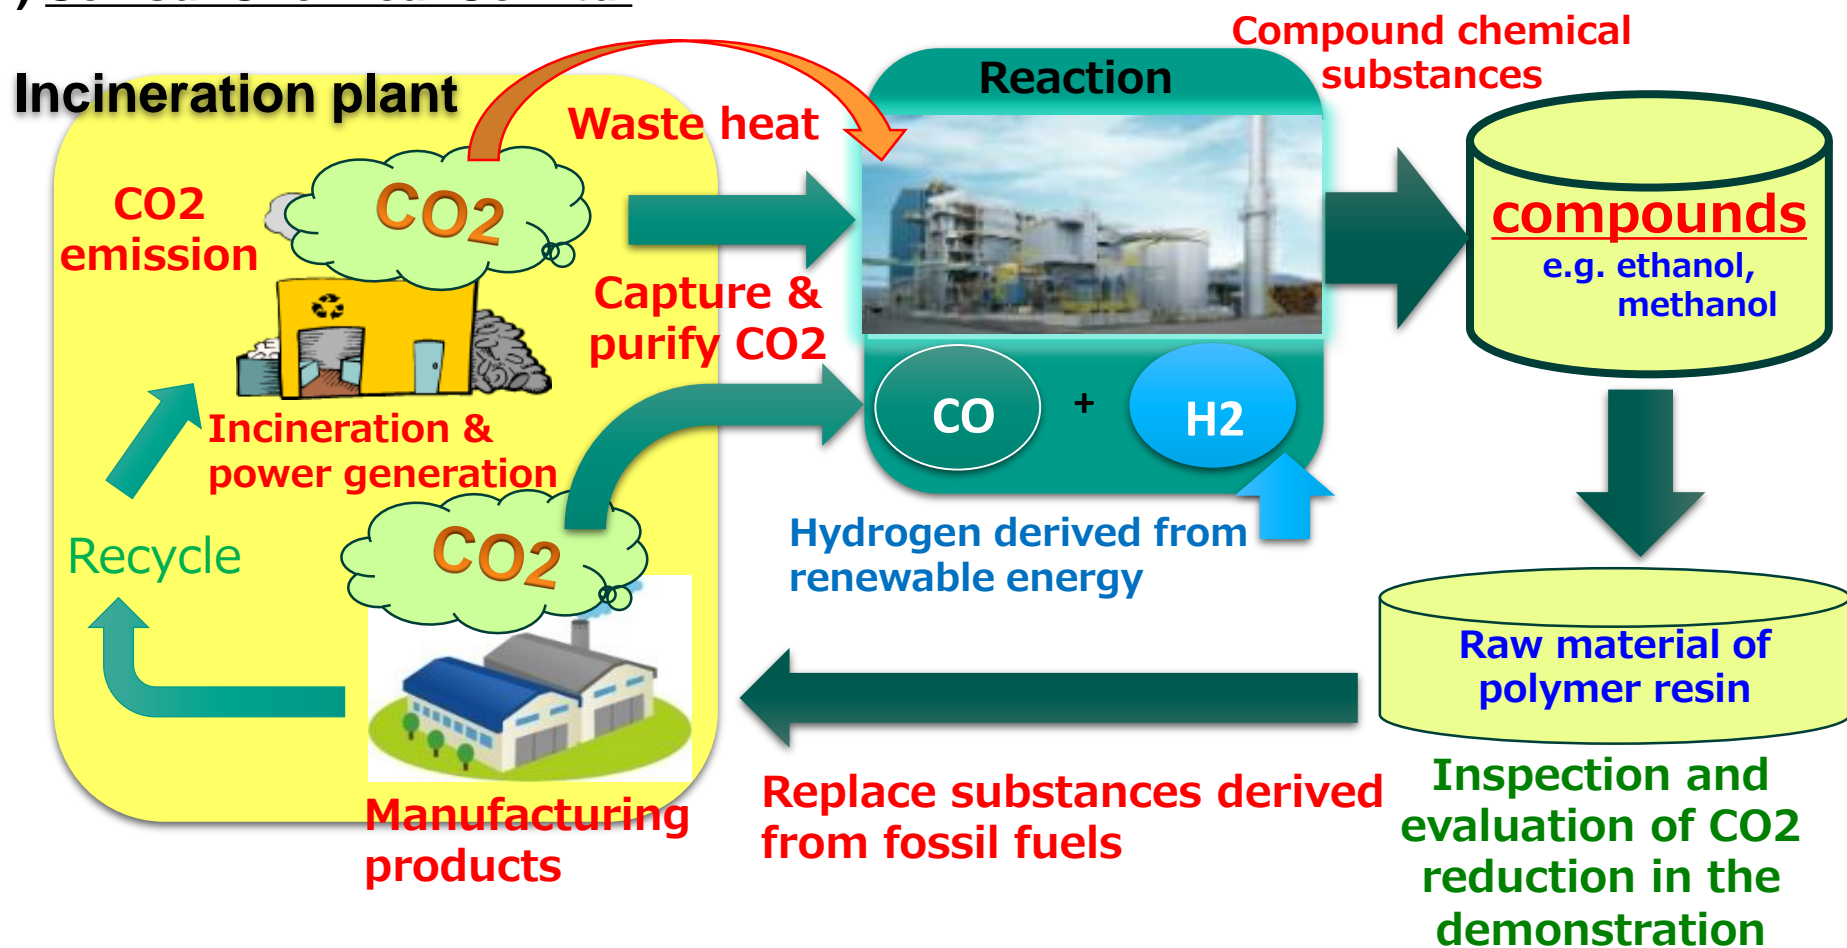 Compound chemical
substances
Incineration plant
Reaction
Waste heat
CO2
emission
CO2
compounds
e.g. ethanol,
methanol
Capture &
purify CO2
CO
+
H2
Incineration &
power generation
CO2
Recycle
Hydrogen derived from
renewable energy
Raw material of
polymer resin
Manufacturing
products
Replace substances derived
from fossil fuels
Inspection and
evaluation of CO2
reduction in the
demonstration